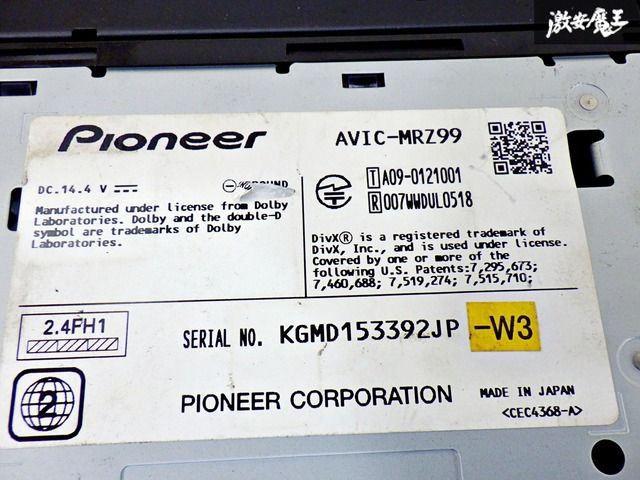 激安魔王
Pioneer
AVIC-MRZ99
DC.14.4 V
Manufactured under license from Dolby
Laboratories. Dolby and the double-D
symbol are trademarks of Dolby
Laboratories.
T A09-0121001
R 007WWDUL0518
DivX® is a registered trademark of
DivX, Inc., and is used under license.
Covered by one or more of the
following U.S. Patents:7,295,673;
7,460,688; 7,519,274; 7,515,710;
2.4FH1
SERIAL NO. KGMD153392JP -W3
2
PIONEER CORPORATION
MADE IN JAPAN
<CEC4368-A>